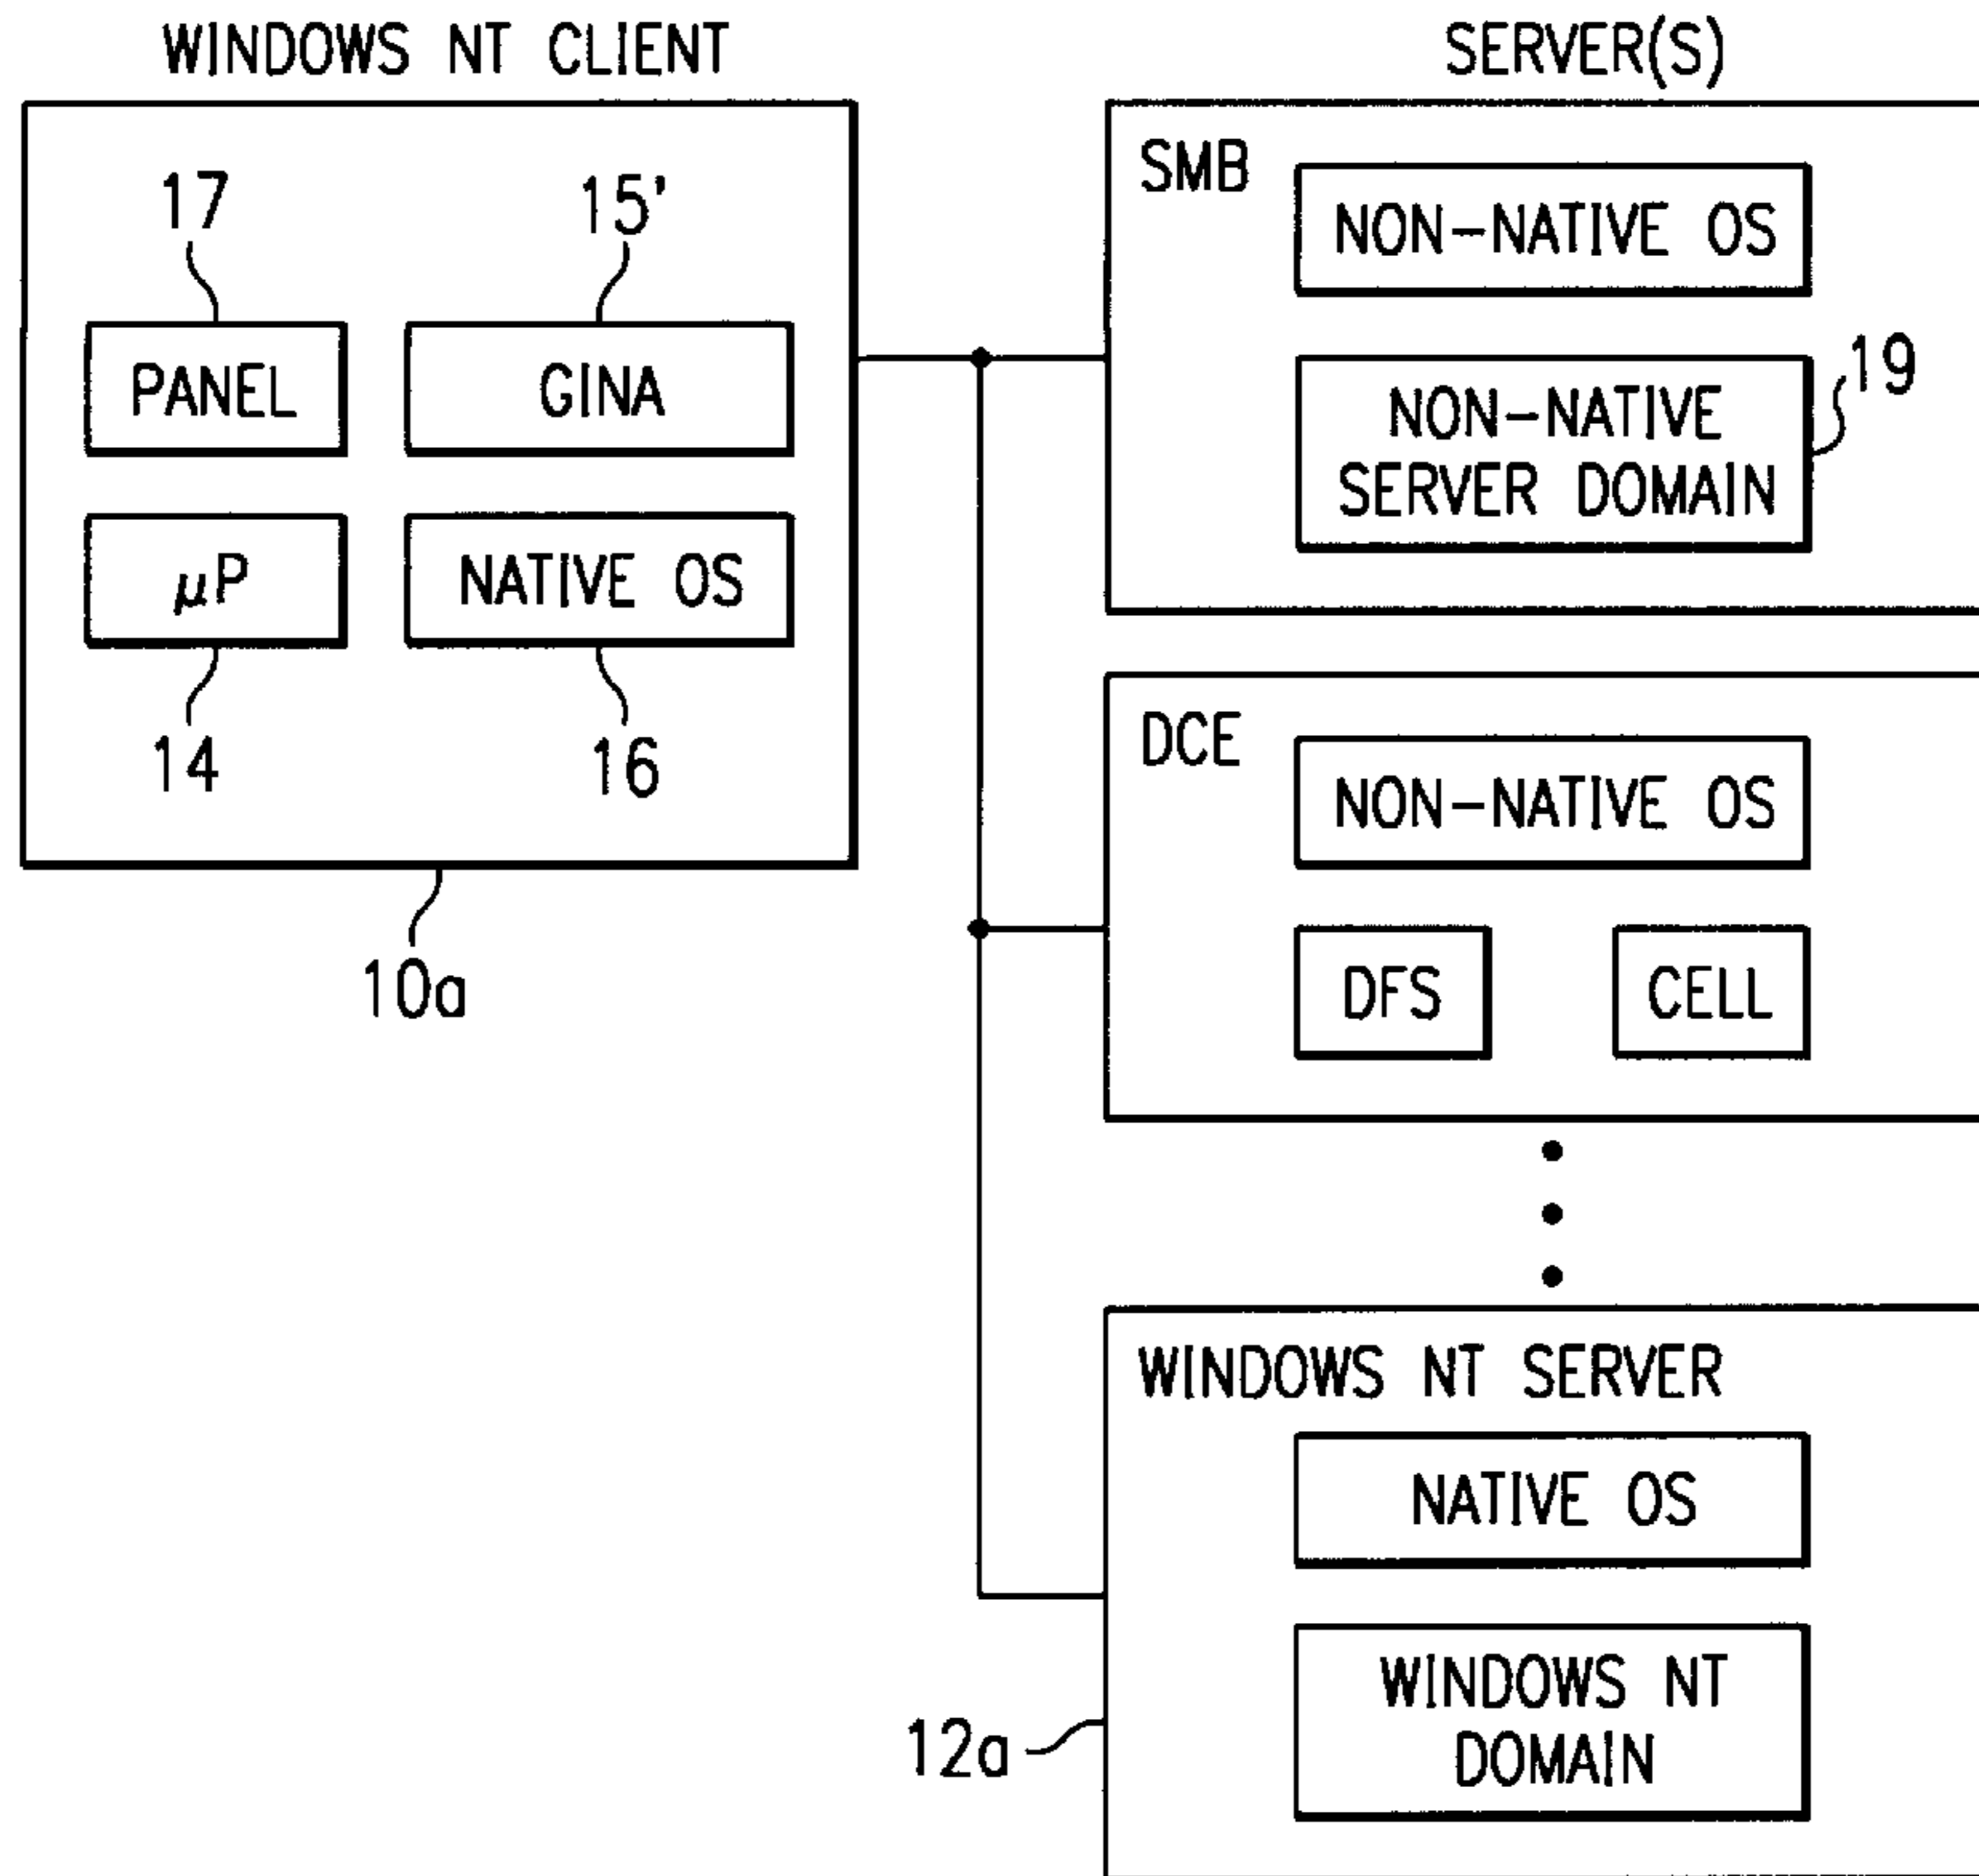 WINDOWS NT CLIENT
17
15'
PANEL
GINA
µP
NATIVE OS
14
16
10a
SERVER(S)
SMB
NON-NATIVE OS
NON-NATIVE
SERVER DOMAIN
19
DCE
NON-NATIVE OS
DFS
CELL
WINDOWS NT SERVER
NATIVE OS
WINDOWS NT
DOMAIN
12a